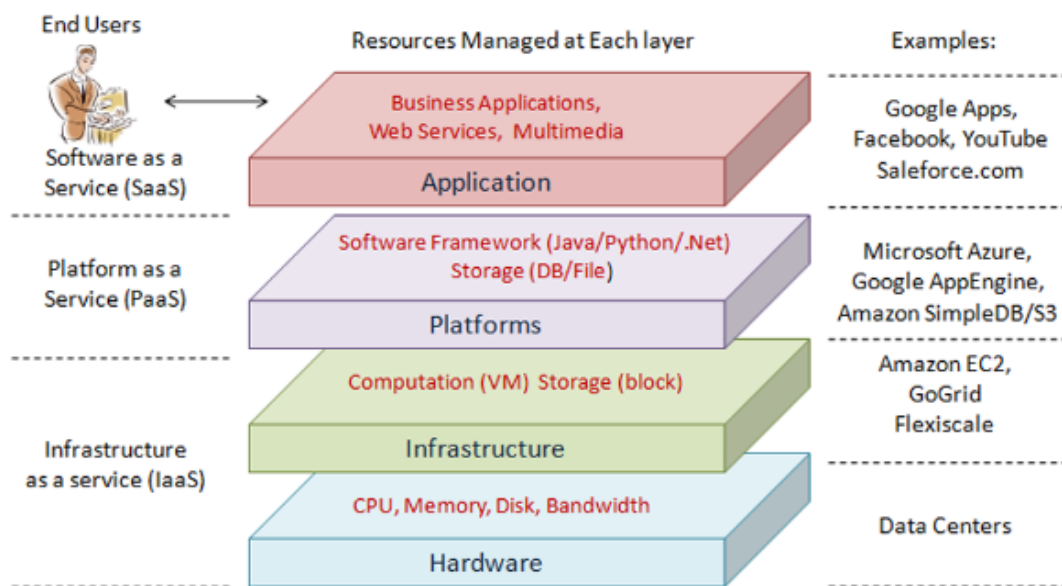 End Users
Resources Managed at Each layer
Examples:
Software as a
Service (SaaS)
Business Applications,
Web Services, Multimedia
Application
Google Apps,
Facebook, YouTube
Saleforce.com
Platform as a
Service (PaaS)
Software Framework (Java/Python/.Net)
Storage (DB/File)
Platforms
Microsoft Azure,
Google AppEngine,
Amazon SimpleDB/S3
Infrastructure
as a service (IaaS)
Computation (VM) Storage (block)
Infrastructure
Amazon EC2,
GoGrid
Flexiscale
CPU, Memory, Disk, Bandwidth
Hardware
Data Centers